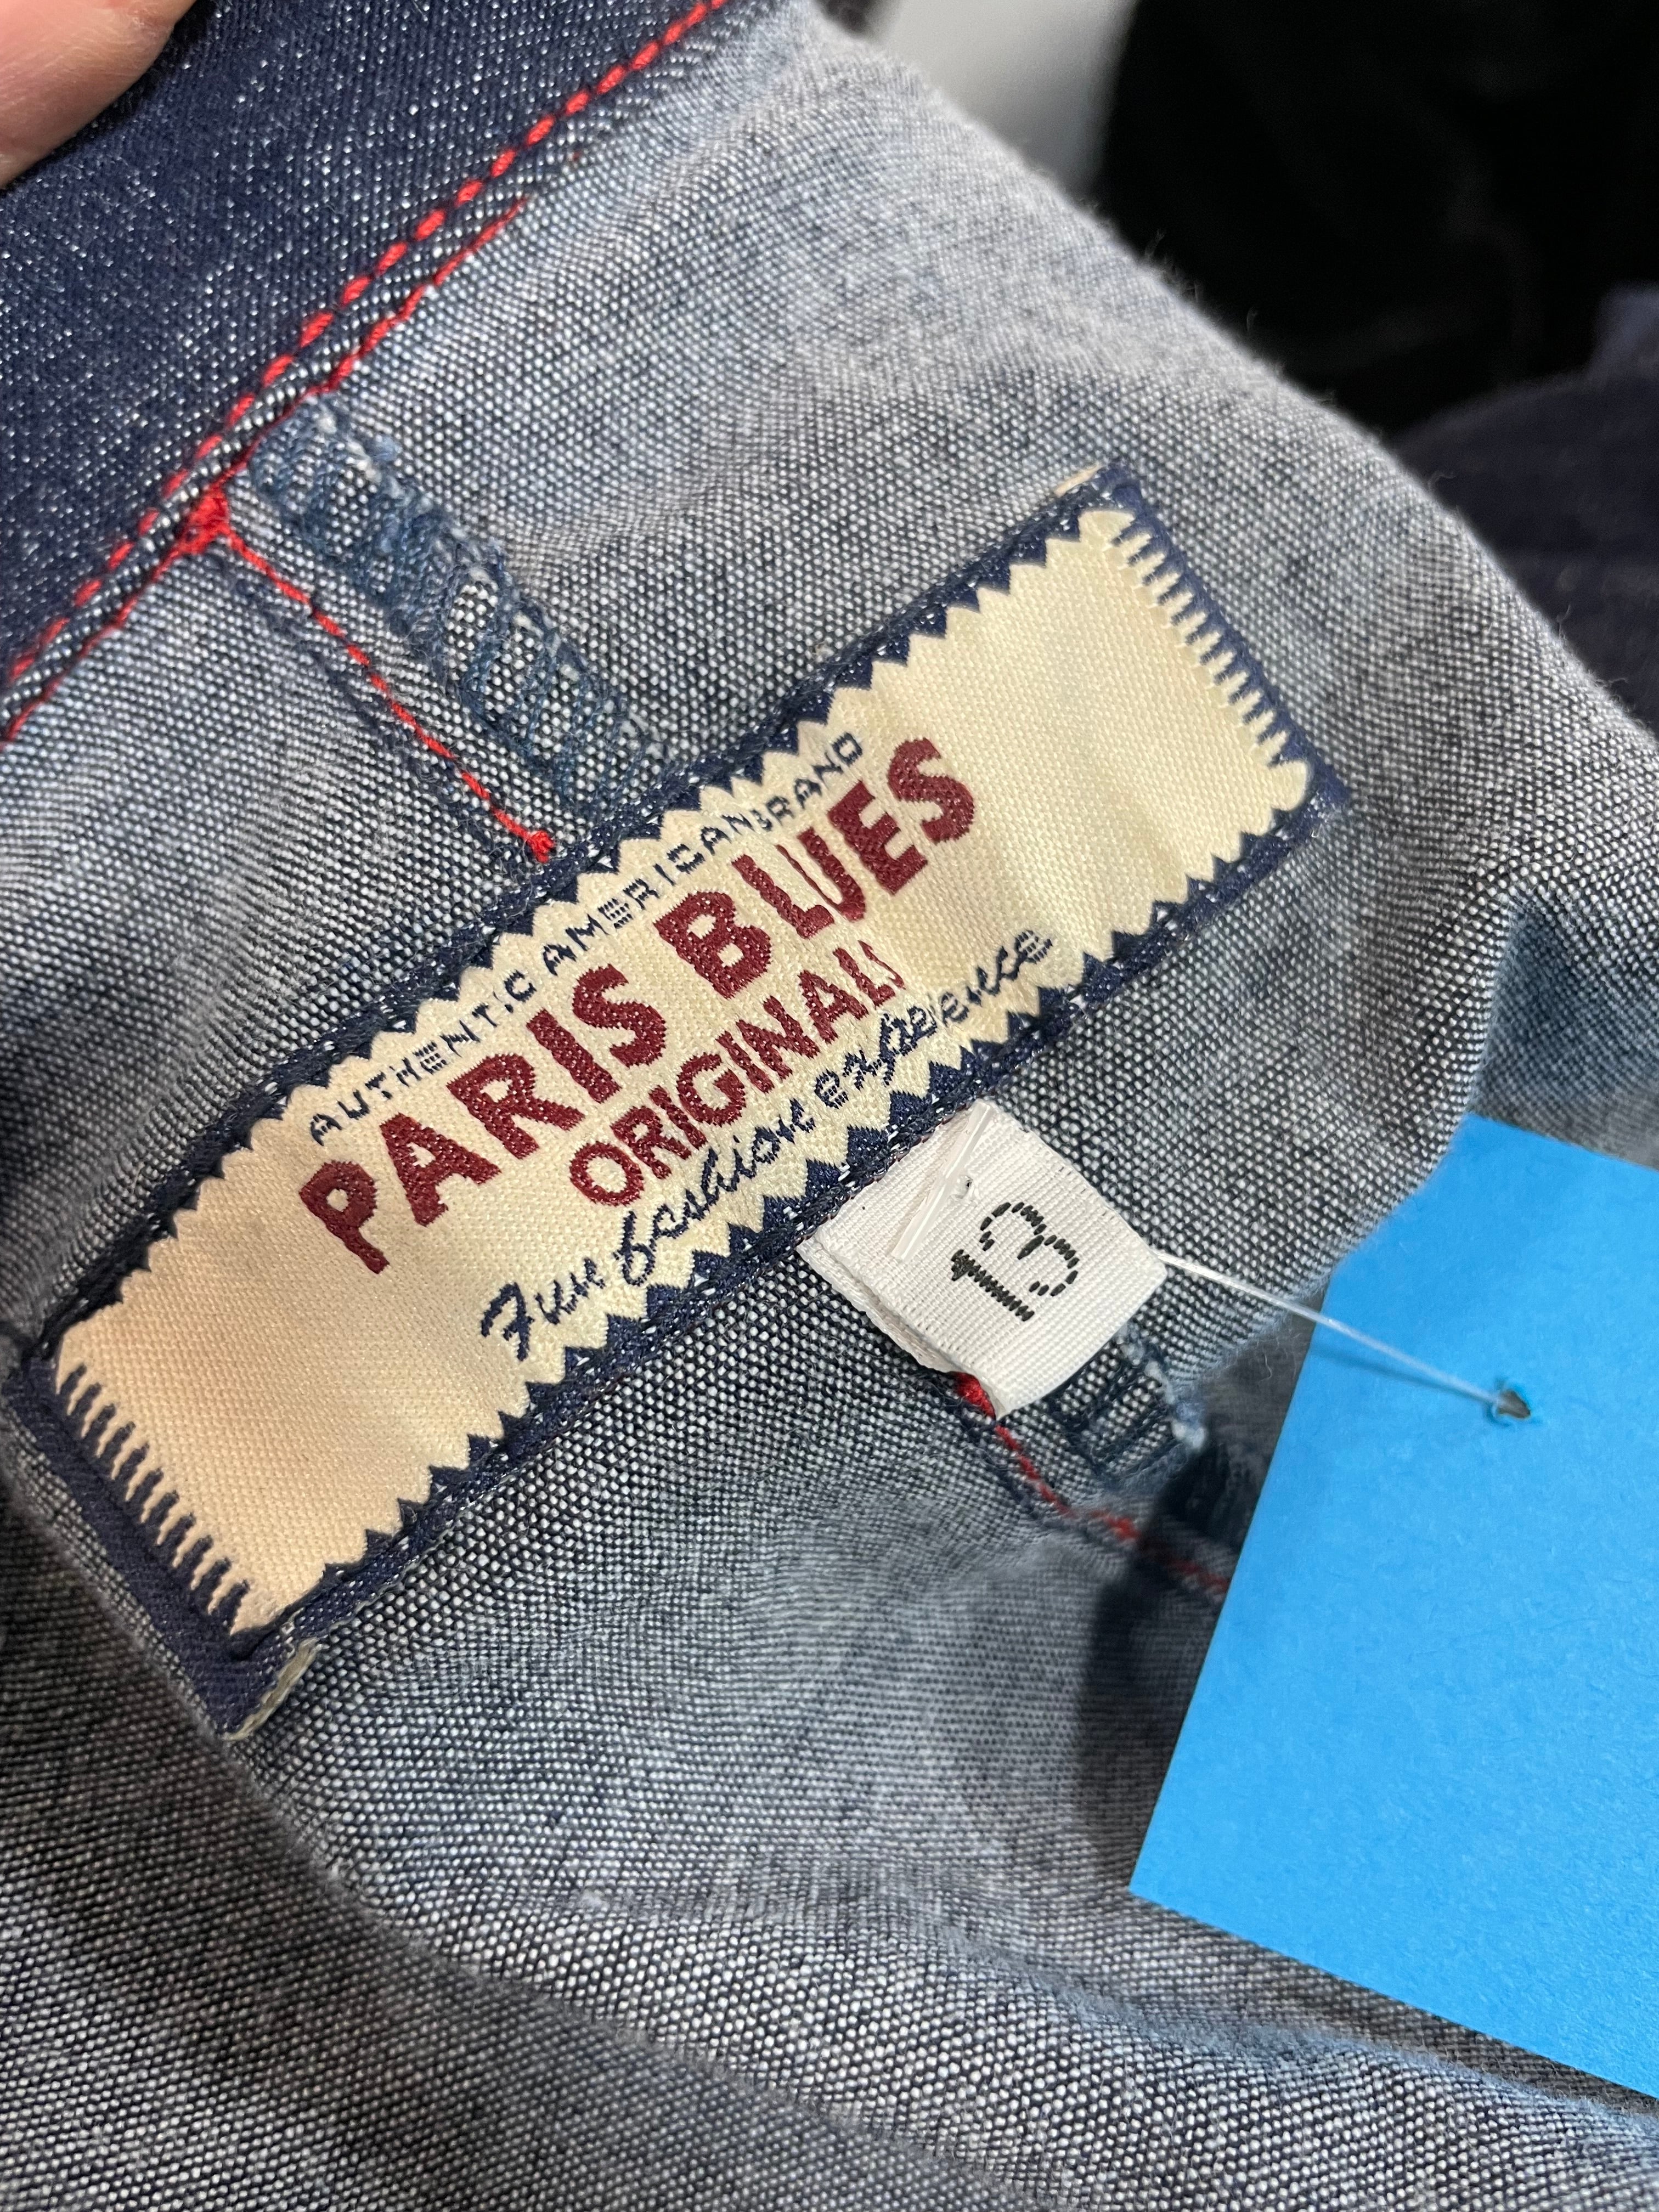 AUTHENTIC AMERICAN BRAND
PARIS BLUES
ORIGINALS
Fun fashion experience
13